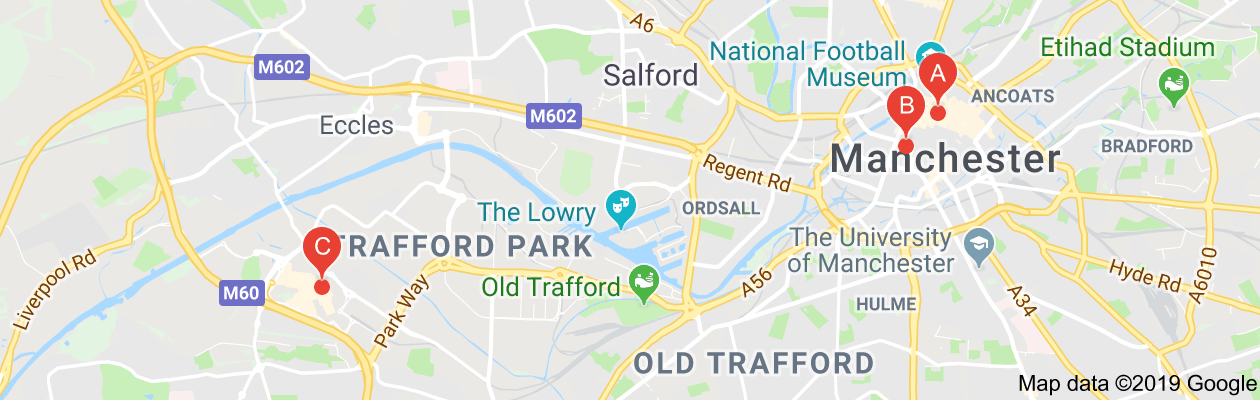 A6
National Football
Museum
Etihad Stadium
M602
Salford
A
ANCOATS
B
M602
Eccles
BRADFORD
Manchester
Regent Rd
The Lowry
ORDSALL
C
TRAFFORD PARK
The University
of Manchester
Liverpool Rd
M60
Park Way
Old Trafford
A56
Hyde Rd
A6010
A34
HULME
OLD TRAFFORD
Map data ©2019 Google